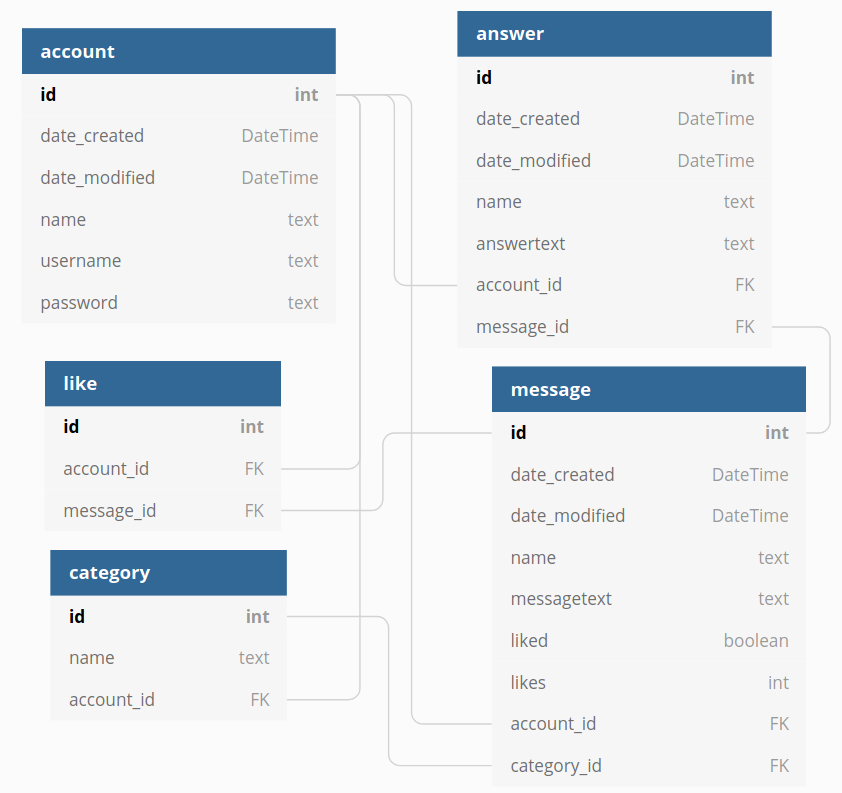 account
id int
date_created DateTime
date_modified DateTime
name text
username text
password text
answer
id int
date_created DateTime
date_modified DateTime
name text
answertext text
account_id FK
message_id FK
like
id int
account_id FK
message_id FK
message
id int
date_created DateTime
date_modified DateTime
name text
messagetext text
liked boolean
likes int
account_id FK
category_id FK
category
id int
name text
account_id FK